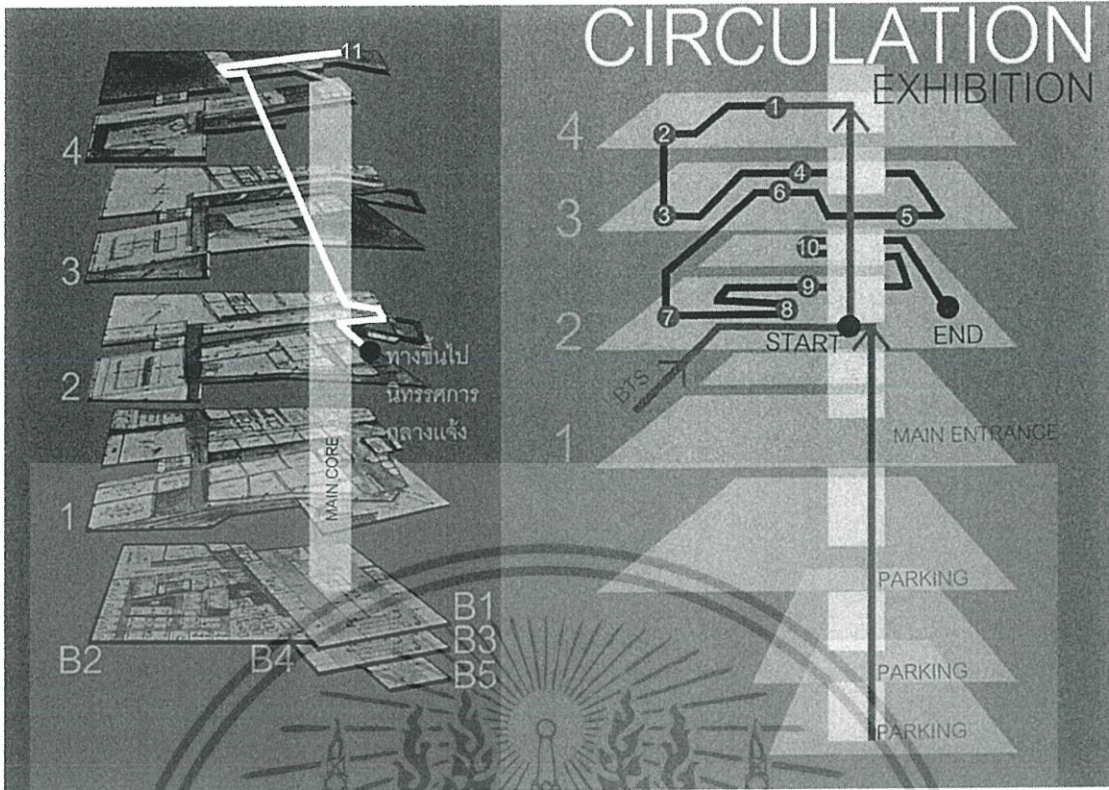 CIRCULATION
EXHIBITION
11
4
3
2
1
ทางขึ้นไป
นิทรรศการ
กลางแจ้ง
MAIN CORE
B1
B2
B4
B3
B5
4
1
2
3
4
3
6
5
10
9
2
7
8
START
END
BTS
1
MAIN ENTRANCE
PARKING
PARKING
PARKING